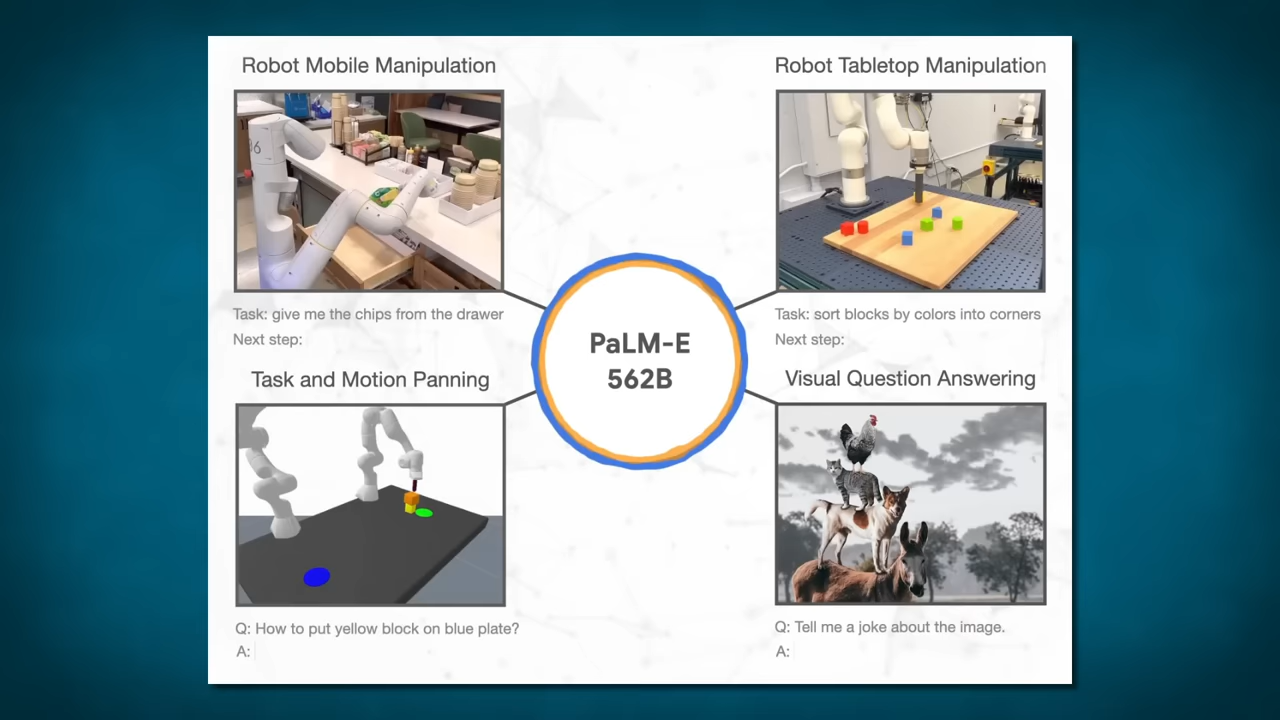 Robot Mobile Manipulation
6
Task: give me the chips from the drawer
Next step:
Robot Tabletop Manipulation
Task: sort blocks by colors into corners
Next step:
PaLM-E
562B
Task and Motion Panning
Q: How to put yellow block on blue plate?
A:
Visual Question Answering
Q: Tell me a joke about the image.
A: